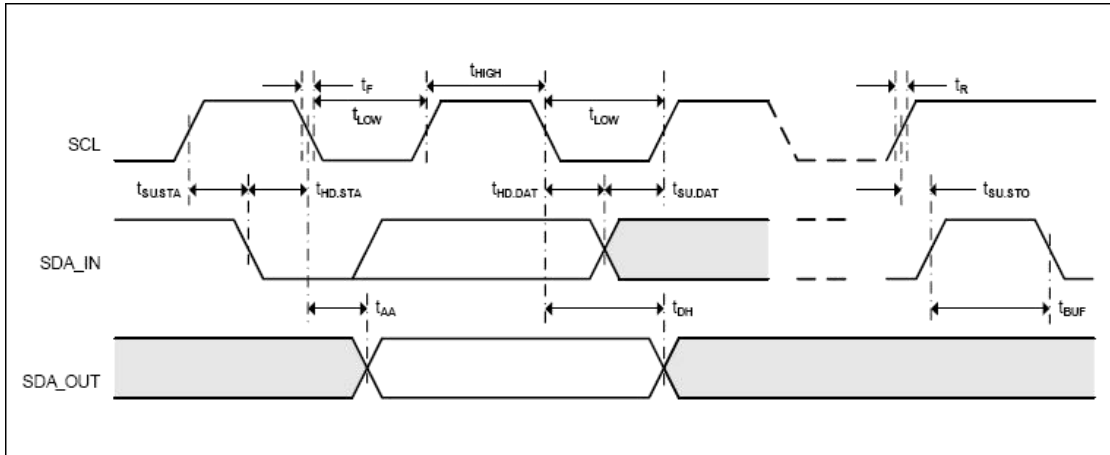 tF
tHIGH
tR
tLOW
tLOW
SCL
tSU.STA
tHD.STA
tHD.DAT
tSU.DAT
tSU.STO
SDA_IN
tAA
tDH
tBUF
SDA_OUT